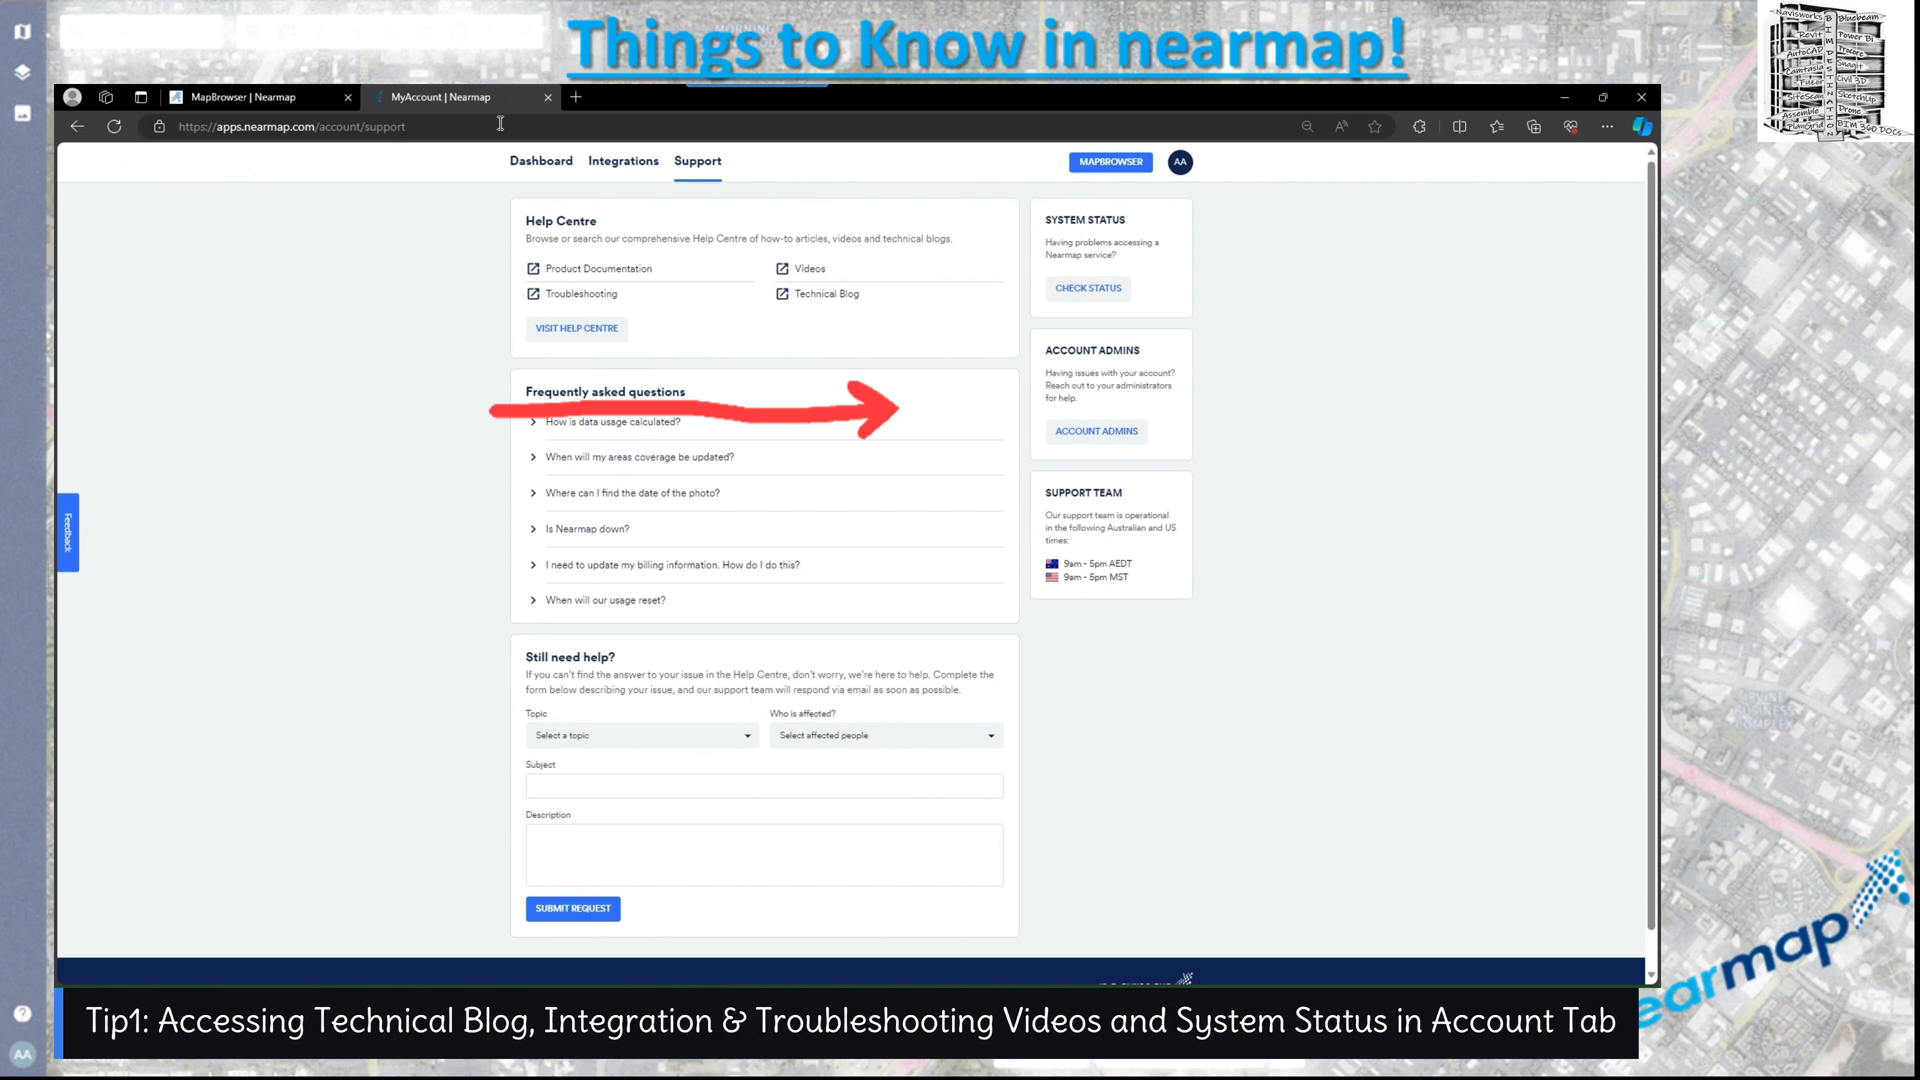 Things to Know in nearmap!
Navisworks
Bluebeam
Revit
Power Bi
AutoCAD
Procore
Camtasia
Snagit
Tutor
Civil 3D
SiteScan
SketchUp
Assemble
Drone
PlanGrid
BIM 360 DOCs
BIM DESTINATION
MapBrowser | Nearmap
MyAccount | Nearmap
https://apps.nearmap.com/account/support
Dashboard
Integrations
Support
MAPBROWSER
AA
Help Centre
Browse or search our comprehensive Help Centre of how-to articles, videos and technical blogs.
Product Documentation
Videos
Troubleshooting
Technical Blog
VISIT HELP CENTRE
SYSTEM STATUS
Having problems accessing a
Nearmap service?
CHECK STATUS
Frequently asked questions
How is data usage calculated?
When will my areas coverage be updated?
Where can I find the date of the photo?
Is Nearmap down?
I need to update my billing information. How do I do this?
When will our usage reset?
ACCOUNT ADMINS
Having issues with your account?
Reach out to your administrators
for help.
ACCOUNT ADMINS
SUPPORT TEAM
Our support team is operational
in the following Australian and US
times:
9am - 5pm AEDT
9am - 5pm MST
Feedback
Still need help?
If you can't find the answer to your issue in the Help Centre, don't worry, we're here to help. Complete the
form below describing your issue, and our support team will respond via email as soon as possible.
Topic
Who is affected?
Select a topic
Select affected people
Subject
Description
SUBMIT REQUEST
earmap
Tip1: Accessing Technical Blog, Integration & Troubleshooting Videos and System Status in Account Tab
AA